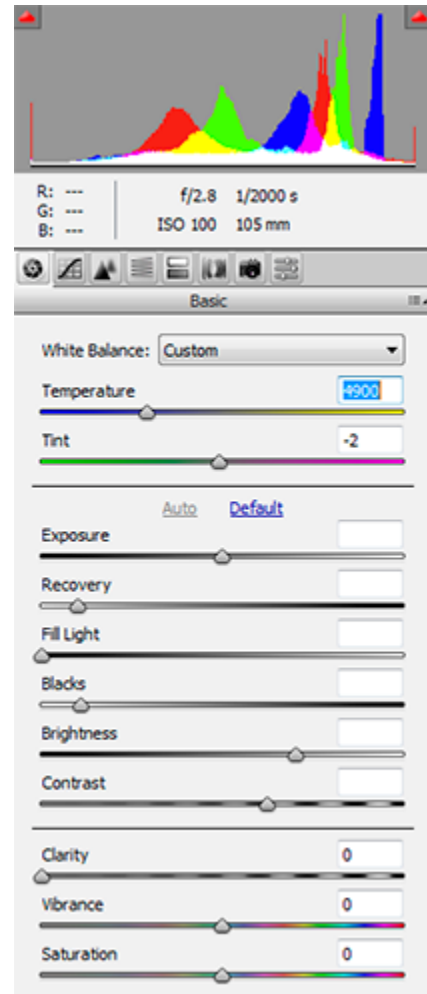 R: ---
G: ---
B: ---
f/2.8 1/2000 s
ISO 100 105 mm
Basic
White Balance: Custom
Temperature 4900
Tint -2
Auto Default
Exposure
Recovery
Fill Light
Blacks
Brightness
Contrast
Clarity 0
Vibrance 0
Saturation 0